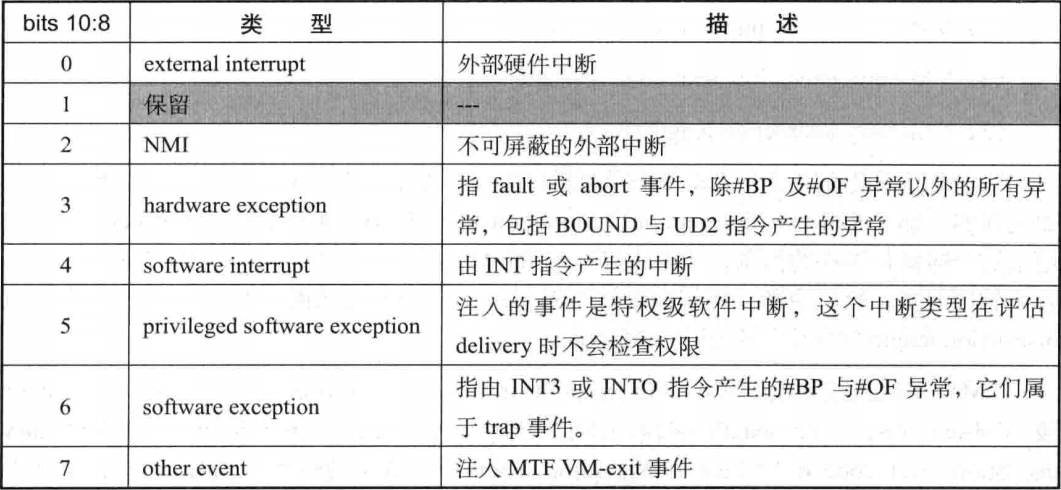 bits 10:8 类 型 描 述
0 external interrupt 外部硬件中断
1 保留 ---
2 NMI 不可屏蔽的外部中断
3 hardware exception 指 fault 或 abort 事件，除#BP 及#OF 异常以外的所有异
常，包括 BOUND 与 UD2 指令产生的异常
4 software interrupt 由 INT 指令产生的中断
5 privileged software exception 注入的事件是特权级软件中断，这个中断类型在评估
delivery 时不会检查权限
6 software exception 指由 INT3 或 INTO 指令产生的#BP 与#OF 异常，它们属
于 trap 事件。
7 other event 注入 MTF VM-exit 事件